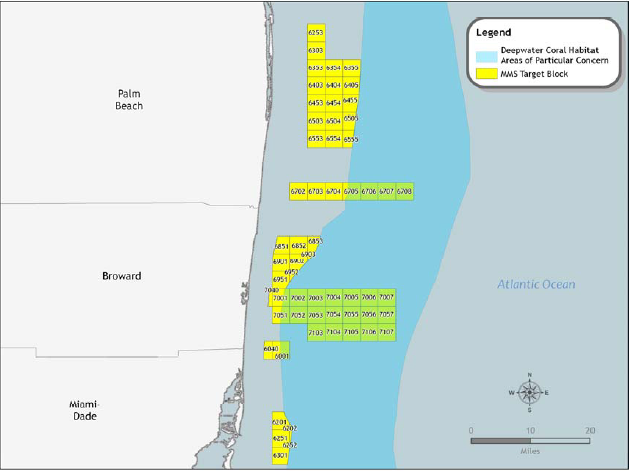 Legend
Deepwater Coral Habitat
Areas of Particular Concern
MMS Target Block
6253
6303
6353 6354 6355
6403 6404 6405
6453 6454 6455
6503 6504 6505
6553 6554 6555
Palm
Beach
6702 6703 6704 6705 6706 6707 6708
6851 6852 6853
6901 6902 6903
6951 6952
Broward
Atlantic Ocean
7040
7001 7002 7003 7004 7005 7006 7007
7051 7052 7053 7054 7055 7056 7057
7103 7104 7105 7106 7107
6040 6001
Miami-
Dade
6201 6202
6251 6252
6301
N
W E
S
0 10 20
Miles